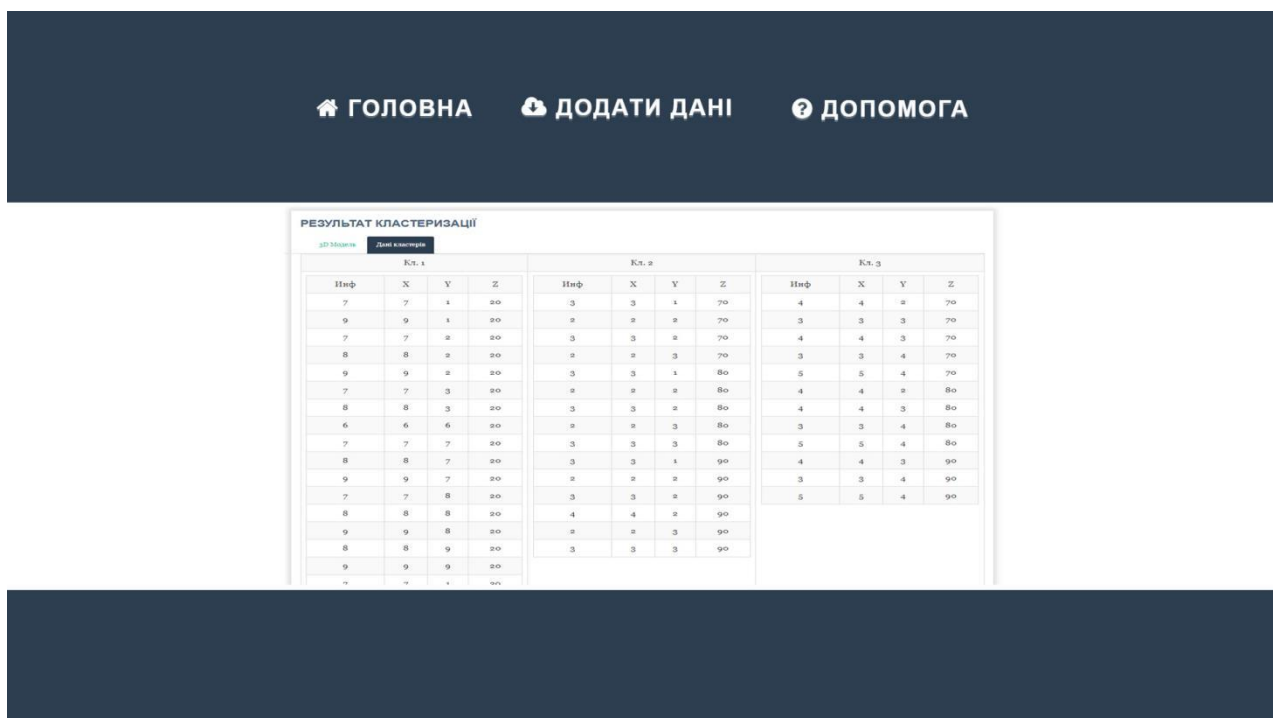 ГОЛОВНА ДОДАТИ ДАНІ ДОПОМОГА
РЕЗУЛЬТАТ КЛАСТЕРИЗАЦІЇ
3D Модель Дані кластерів
Кл. 1 Кл. 2 Кл. 3
Инф X Y Z Инф X Y Z Инф X Y Z
7 7 1 20 3 3 1 70 4 4 2 70
9 9 1 20 2 2 2 70 3 3 3 70
7 7 2 20 3 3 2 70 4 4 3 70
8 8 2 20 2 2 3 70 3 3 4 70
9 9 2 20 3 3 1 80 5 5 4 70
7 7 3 20 2 2 2 80 4 4 2 80
8 8 3 20 3 3 2 80 4 4 3 80
6 6 6 20 2 2 3 80 3 3 4 80
7 7 7 20 3 3 3 80 5 5 4 80
8 8 7 20 3 3 1 90 4 4 3 90
9 9 7 20 2 2 2 90 3 3 4 90
7 7 8 20 3 3 2 90 5 5 4 90
8 8 8 20 4 4 2 90
9 9 8 20 2 2 3 90
8 8 9 20 3 3 3 90
9 9 9 20